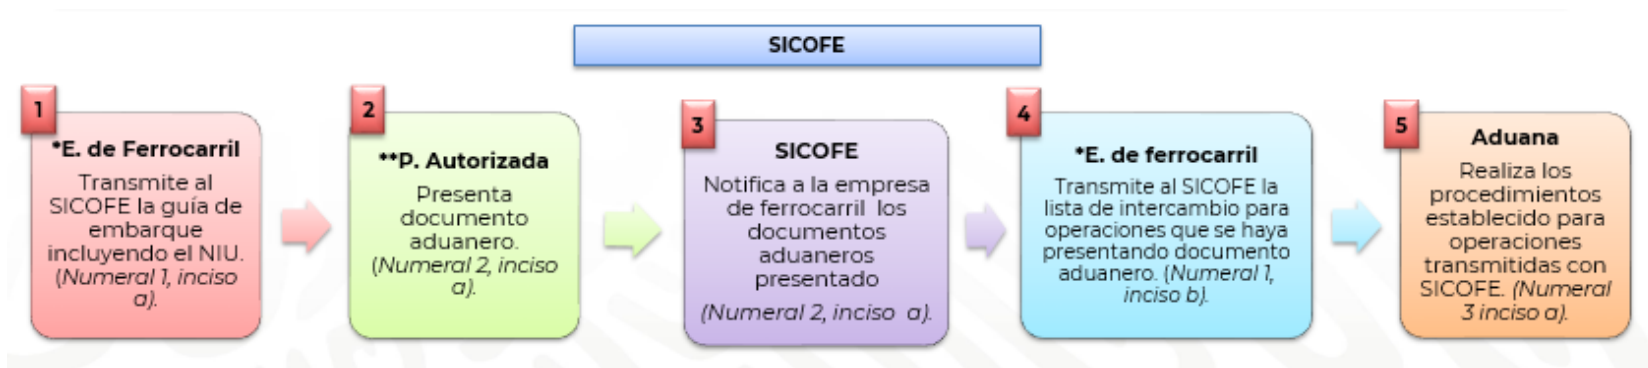 SICOFE
1
*E. de Ferrocarril
Transmite al
SICOFE la guía de
embarque
incluyendo el NIU.
(Numeral 1, inciso
a).
2
**P. Autorizada
Presenta
documento
aduanero.
(Numeral 2, inciso
a).
3
SICOFE
Notifica a la empresa
de ferrocarril los
documentos
aduaneros
presentado
(Numeral 2, inciso a).
4
*E. de ferrocarril
Transmite al SICOFE la
lista de intercambio para
operaciones que se haya
presentando documento
aduanero. (Numeral 1,
inciso b).
5
Aduana
Realiza los
procedimientos
establecido para
operaciones
transmitidas con
SICOFE. (Numeral
3 inciso a).